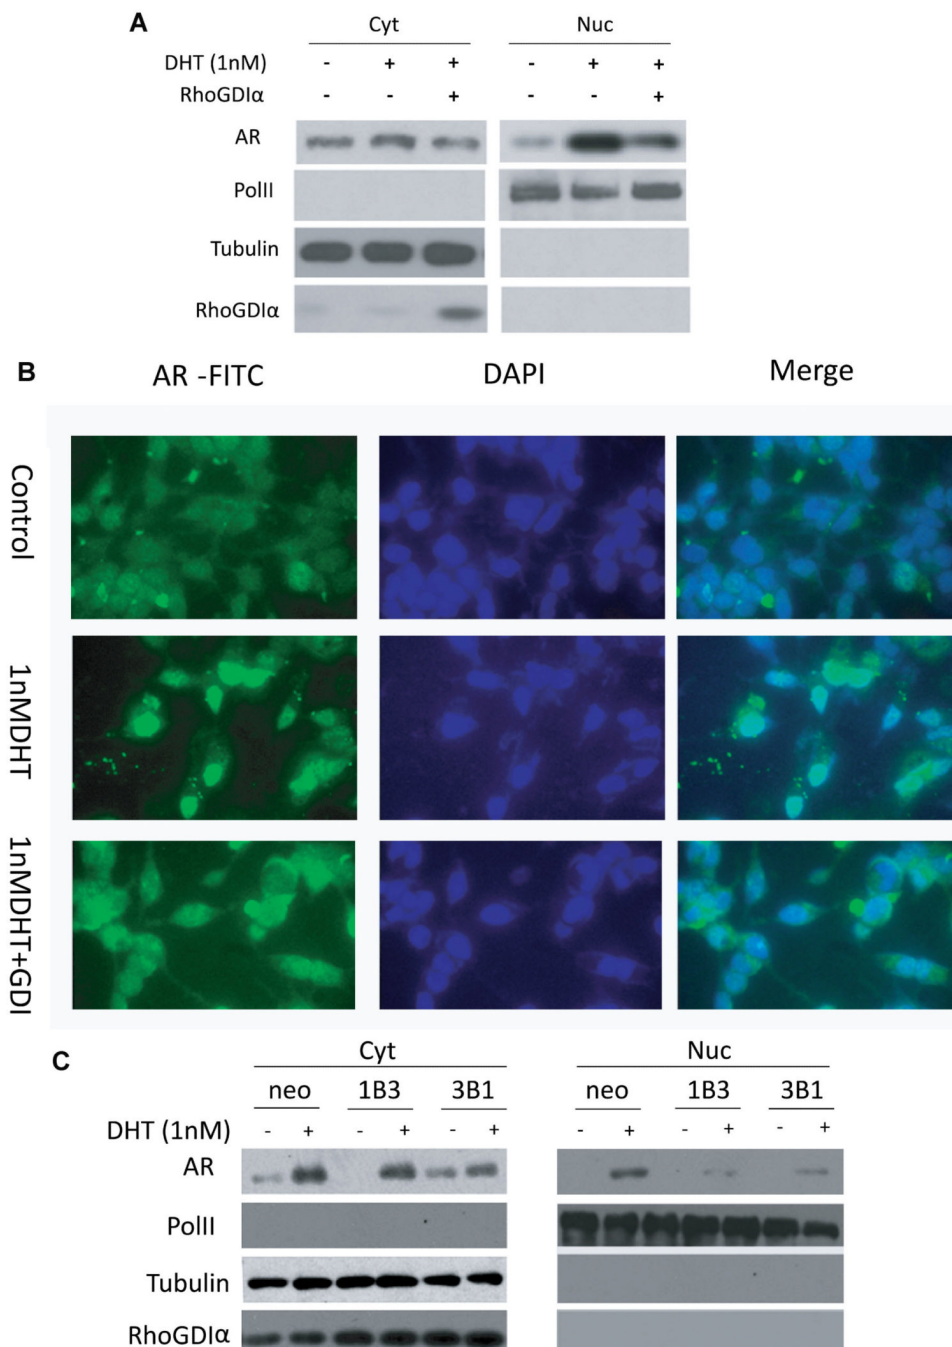 A
Cyt Nuc
DHT (1nM) - + + - + +
RhoGDIα - - + - - +
AR
PolII
Tubulin
RhoGDIα
B
AR -FITC DAPI Merge
Control
1nMDHT
1nMDHT+GDI
C
Cyt Nuc
neo 1B3 3B1 neo 1B3 3B1
DHT (1nM) - + - + - + - + - + - +
AR
PolII
Tubulin
RhoGDIα